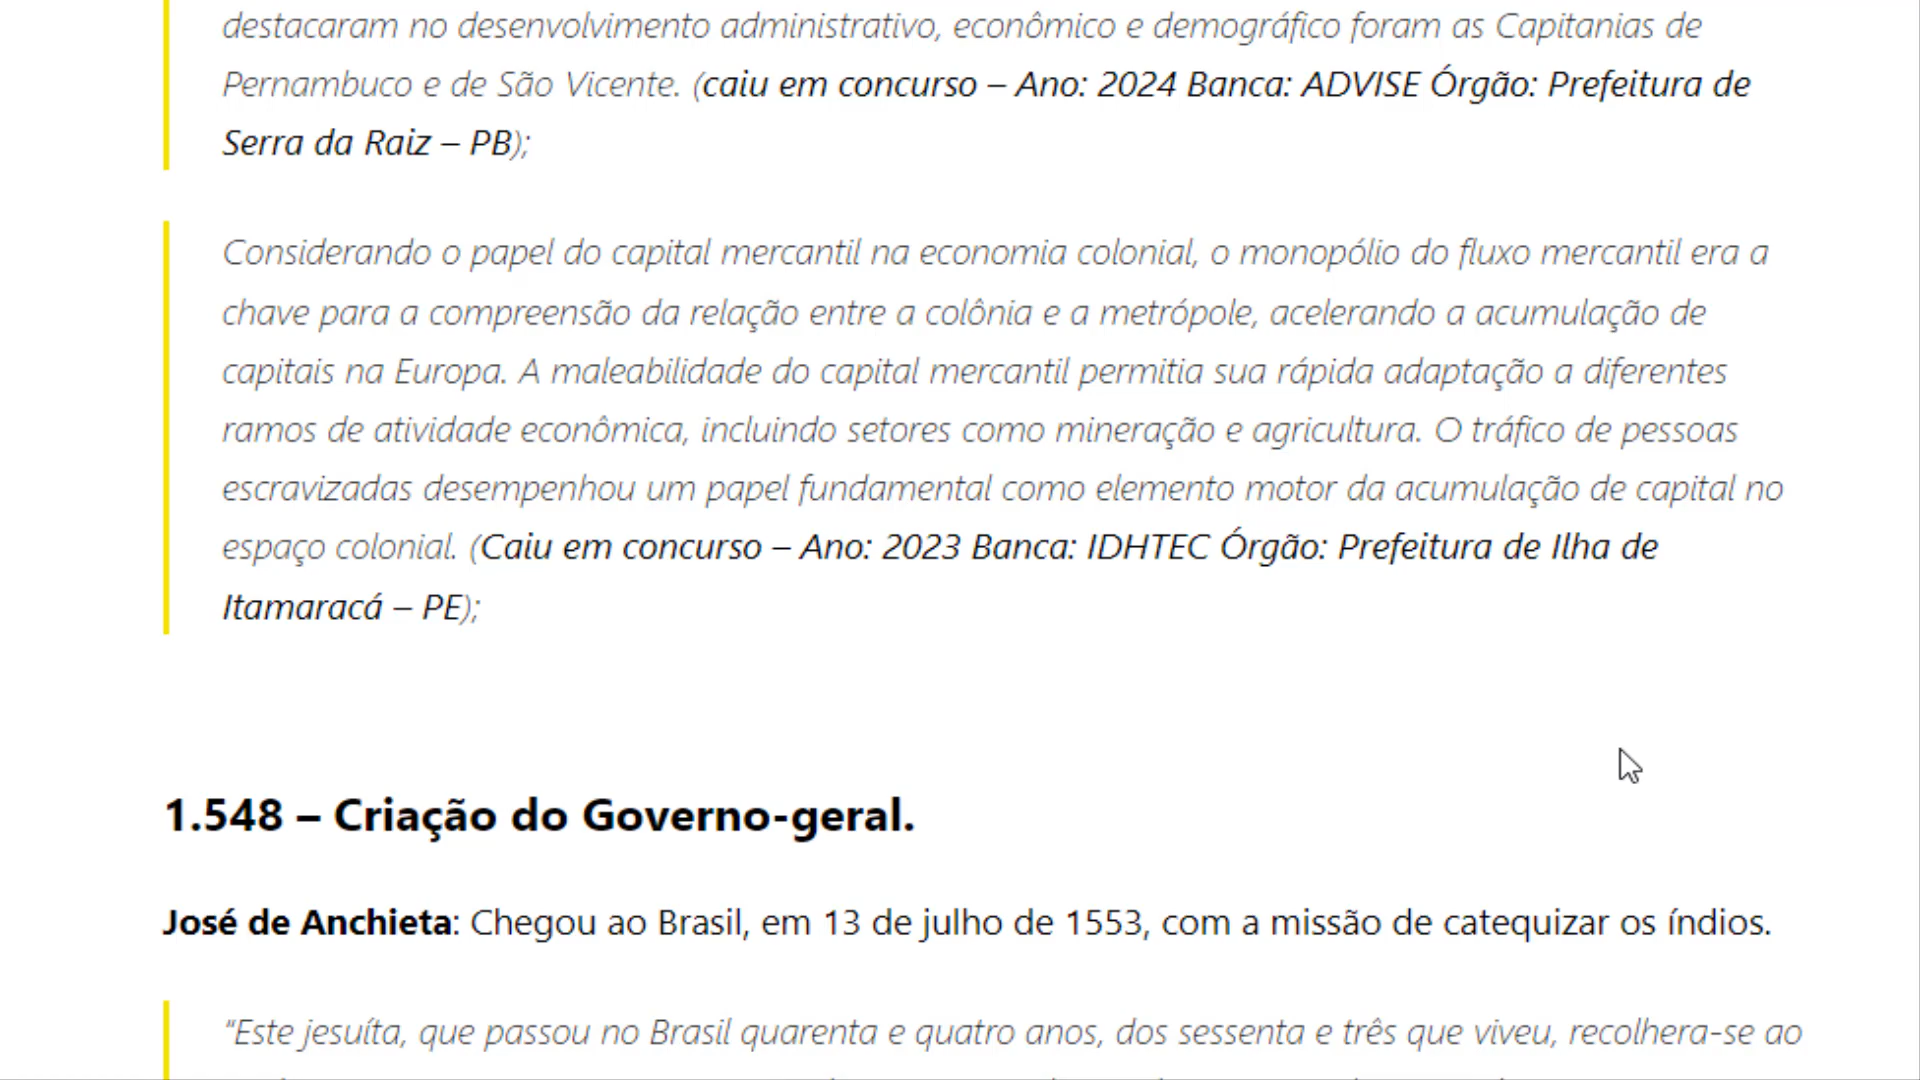 destacaram no desenvolvimento administrativo, econômico e demográfico foram as Capitanias de
Pernambuco e de São Vicente. (caiu em concurso – Ano: 2024 Banca: ADVISE Órgão: Prefeitura de
Serra da Raiz – PB);
Considerando o papel do capital mercantil na economia colonial, o monopólio do fluxo mercantil era a
chave para a compreensão da relação entre a colônia e a metrópole, acelerando a acumulação de
capitais na Europa. A maleabilidade do capital mercantil permitia sua rápida adaptação a diferentes
ramos de atividade econômica, incluindo setores como mineração e agricultura. O tráfico de pessoas
escravizadas desempenhou um papel fundamental como elemento motor da acumulação de capital no
espaço colonial. (Caiu em concurso – Ano: 2023 Banca: IDHTEC Órgão: Prefeitura de Ilha de
Itamaracá – PE);
1.548 – Criação do Governo-geral.
José de Anchieta: Chegou ao Brasil, em 13 de julho de 1553, com a missão de catequizar os índios.
“Este jesuíta, que passou no Brasil quarenta e quatro anos, dos sessenta e três que viveu, recolhera-se ao